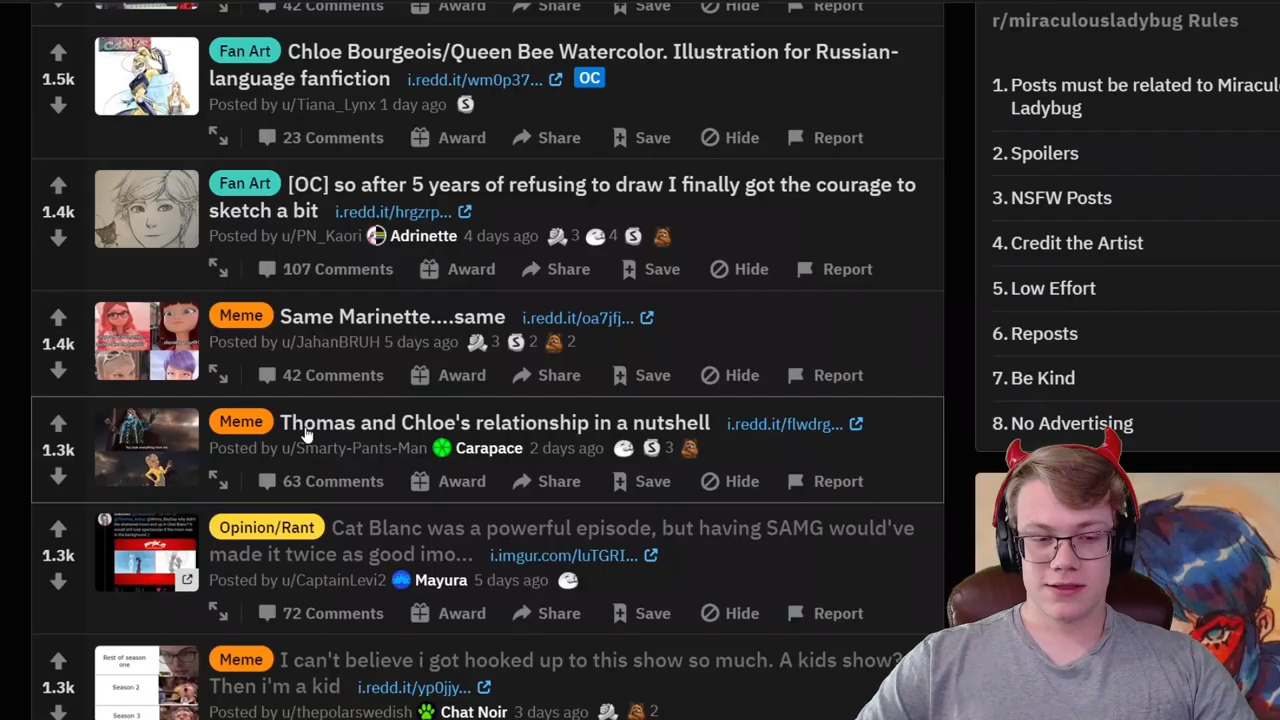 42 Comments Award Share Save Hide Report
Fan Art Chloe Bourgeois/Queen Bee Watercolor. Illustration for Russian-
language fanfiction i.redd.it/wm0p37... OC
1.5k
Posted by u/Tiana_Lynx 1 day ago
23 Comments Award Share Save Hide Report
Fan Art [OC] so after 5 years of refusing to draw I finally got the courage to
sketch a bit i.redd.it/hrgzrp...
1.4k
Posted by u/PN_Kaori Adrinette 4 days ago 3 4
107 Comments Award Share Save Hide Report
Meme Same Marinette....same i.redd.it/oa7jfj...
1.4k
Posted by u/JahanBRUH 5 days ago 3 2 2
42 Comments Award Share Save Hide Report
Meme Thomas and Chloe's relationship in a nutshell i.redd.it/flwdrg...
1.3k
Posted by u/Smarty-Pants-Man Carapace 2 days ago 3
63 Comments Award Share Save Hide Report
Opinion/Rant Cat Blanc was a powerful episode, but having SAMG would've
made it twice as good imo... i.imgur.com/luTGRI...
1.3k
Posted by u/CaptainLevi2 Mayura 5 days ago
72 Comments Award Share Save Hide Report
Meme I can't believe i got hooked up to this show so much. A kids show?
Then i'm a kid i.redd.it/yp0jjy...
1.3k
Rest of season
one
Season 2
Season 3
Posted by u/thepolarswedish Chat Noir 3 days ago 2
r/miraculousladybug Rules
1. Posts must be related to Miracul
Ladybug
2. Spoilers
3. NSFW Posts
4. Credit the Artist
5. Low Effort
6. Reposts
7. Be Kind
8. No Advertising